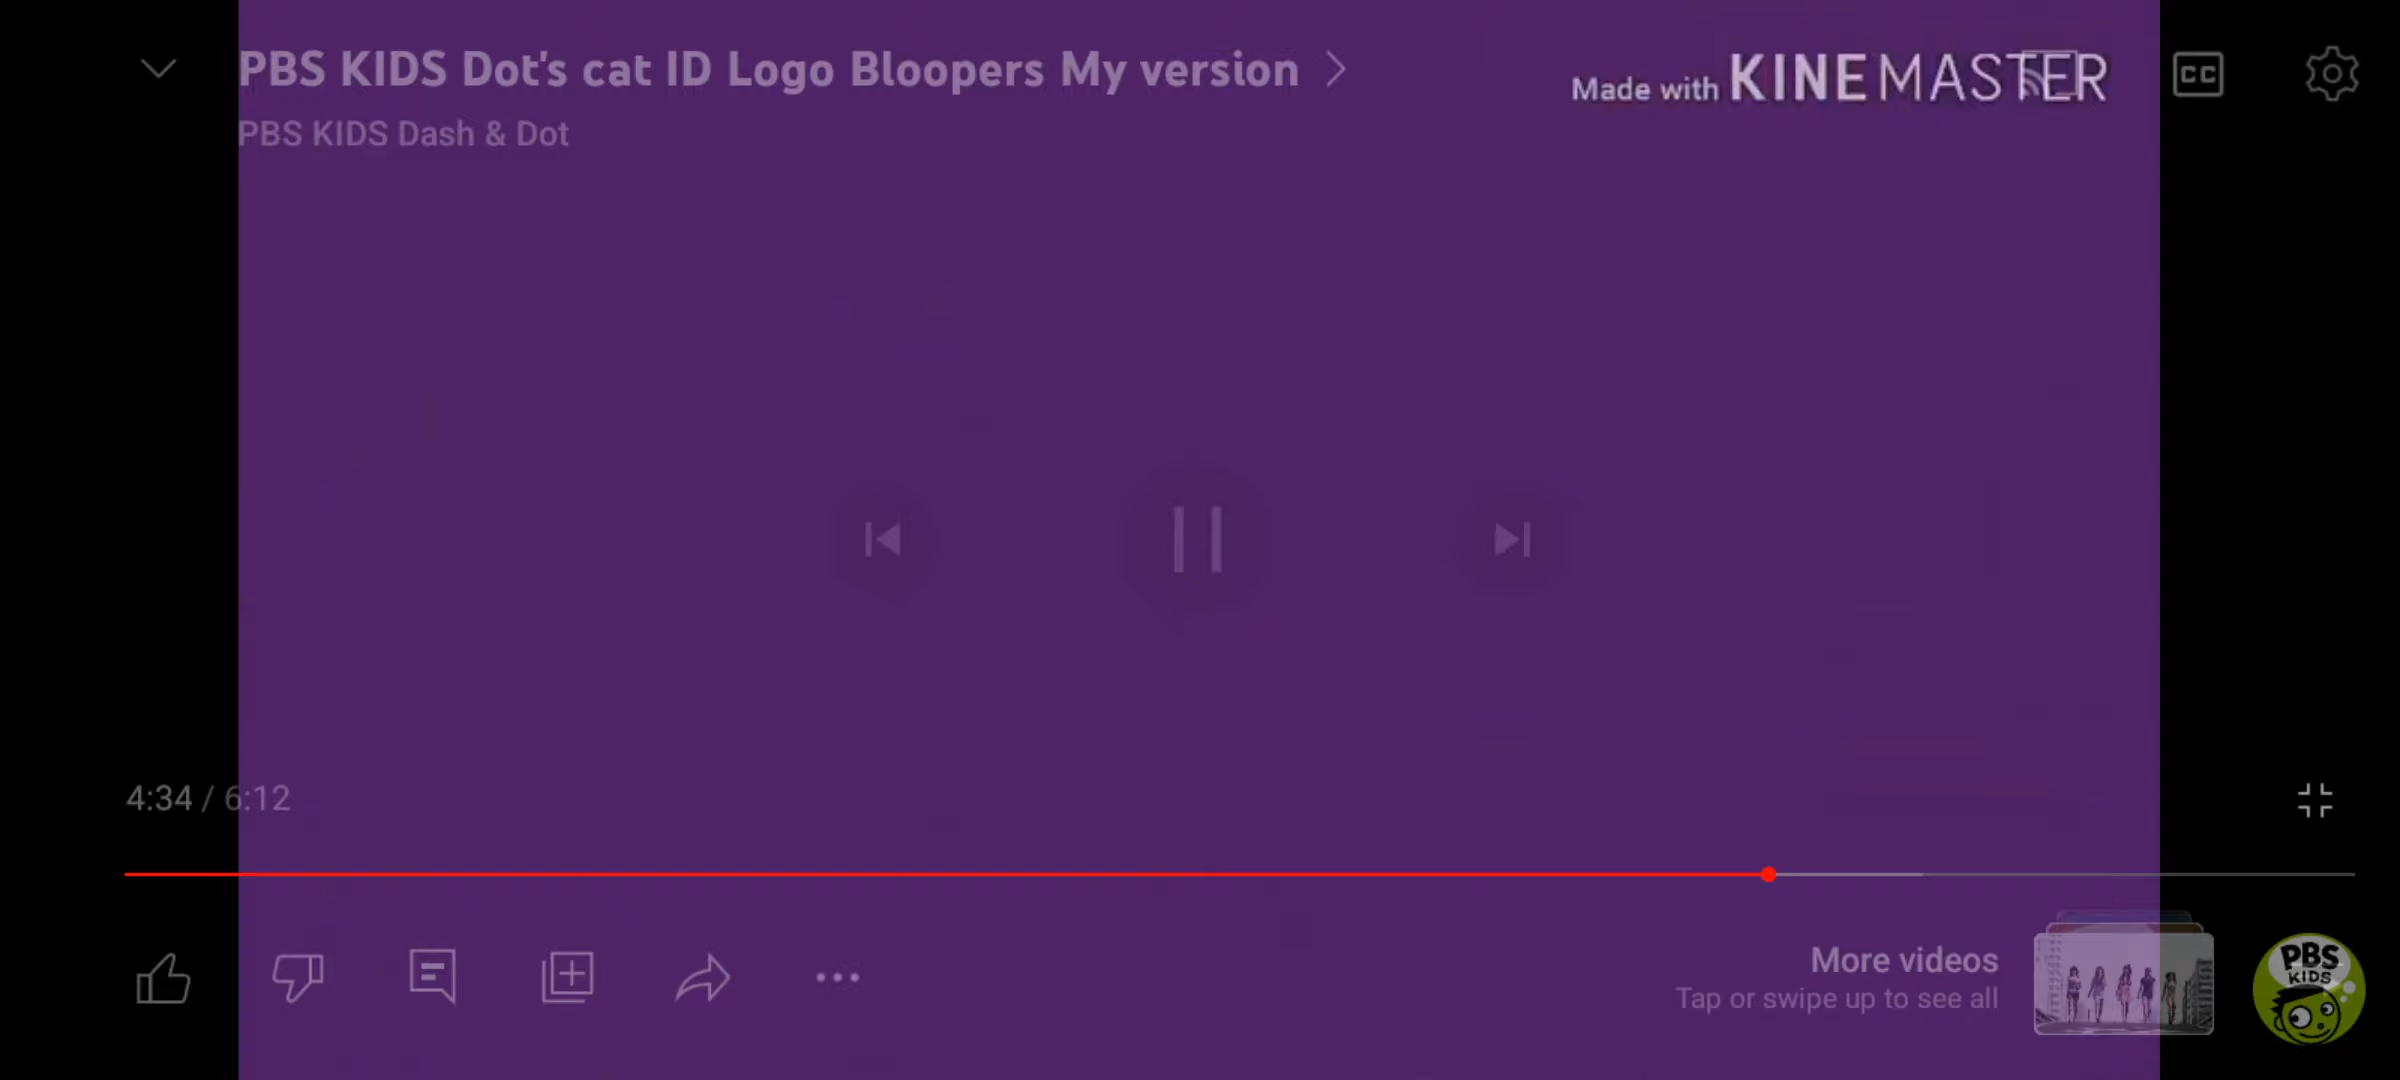 PBS KIDS Dot's cat ID Logo Bloopers My version
PBS KIDS Dash & Dot
Made with KINEMASTER
CC
4:34 / 6:12
More videos
Tap or swipe up to see all
PBS
KIDS